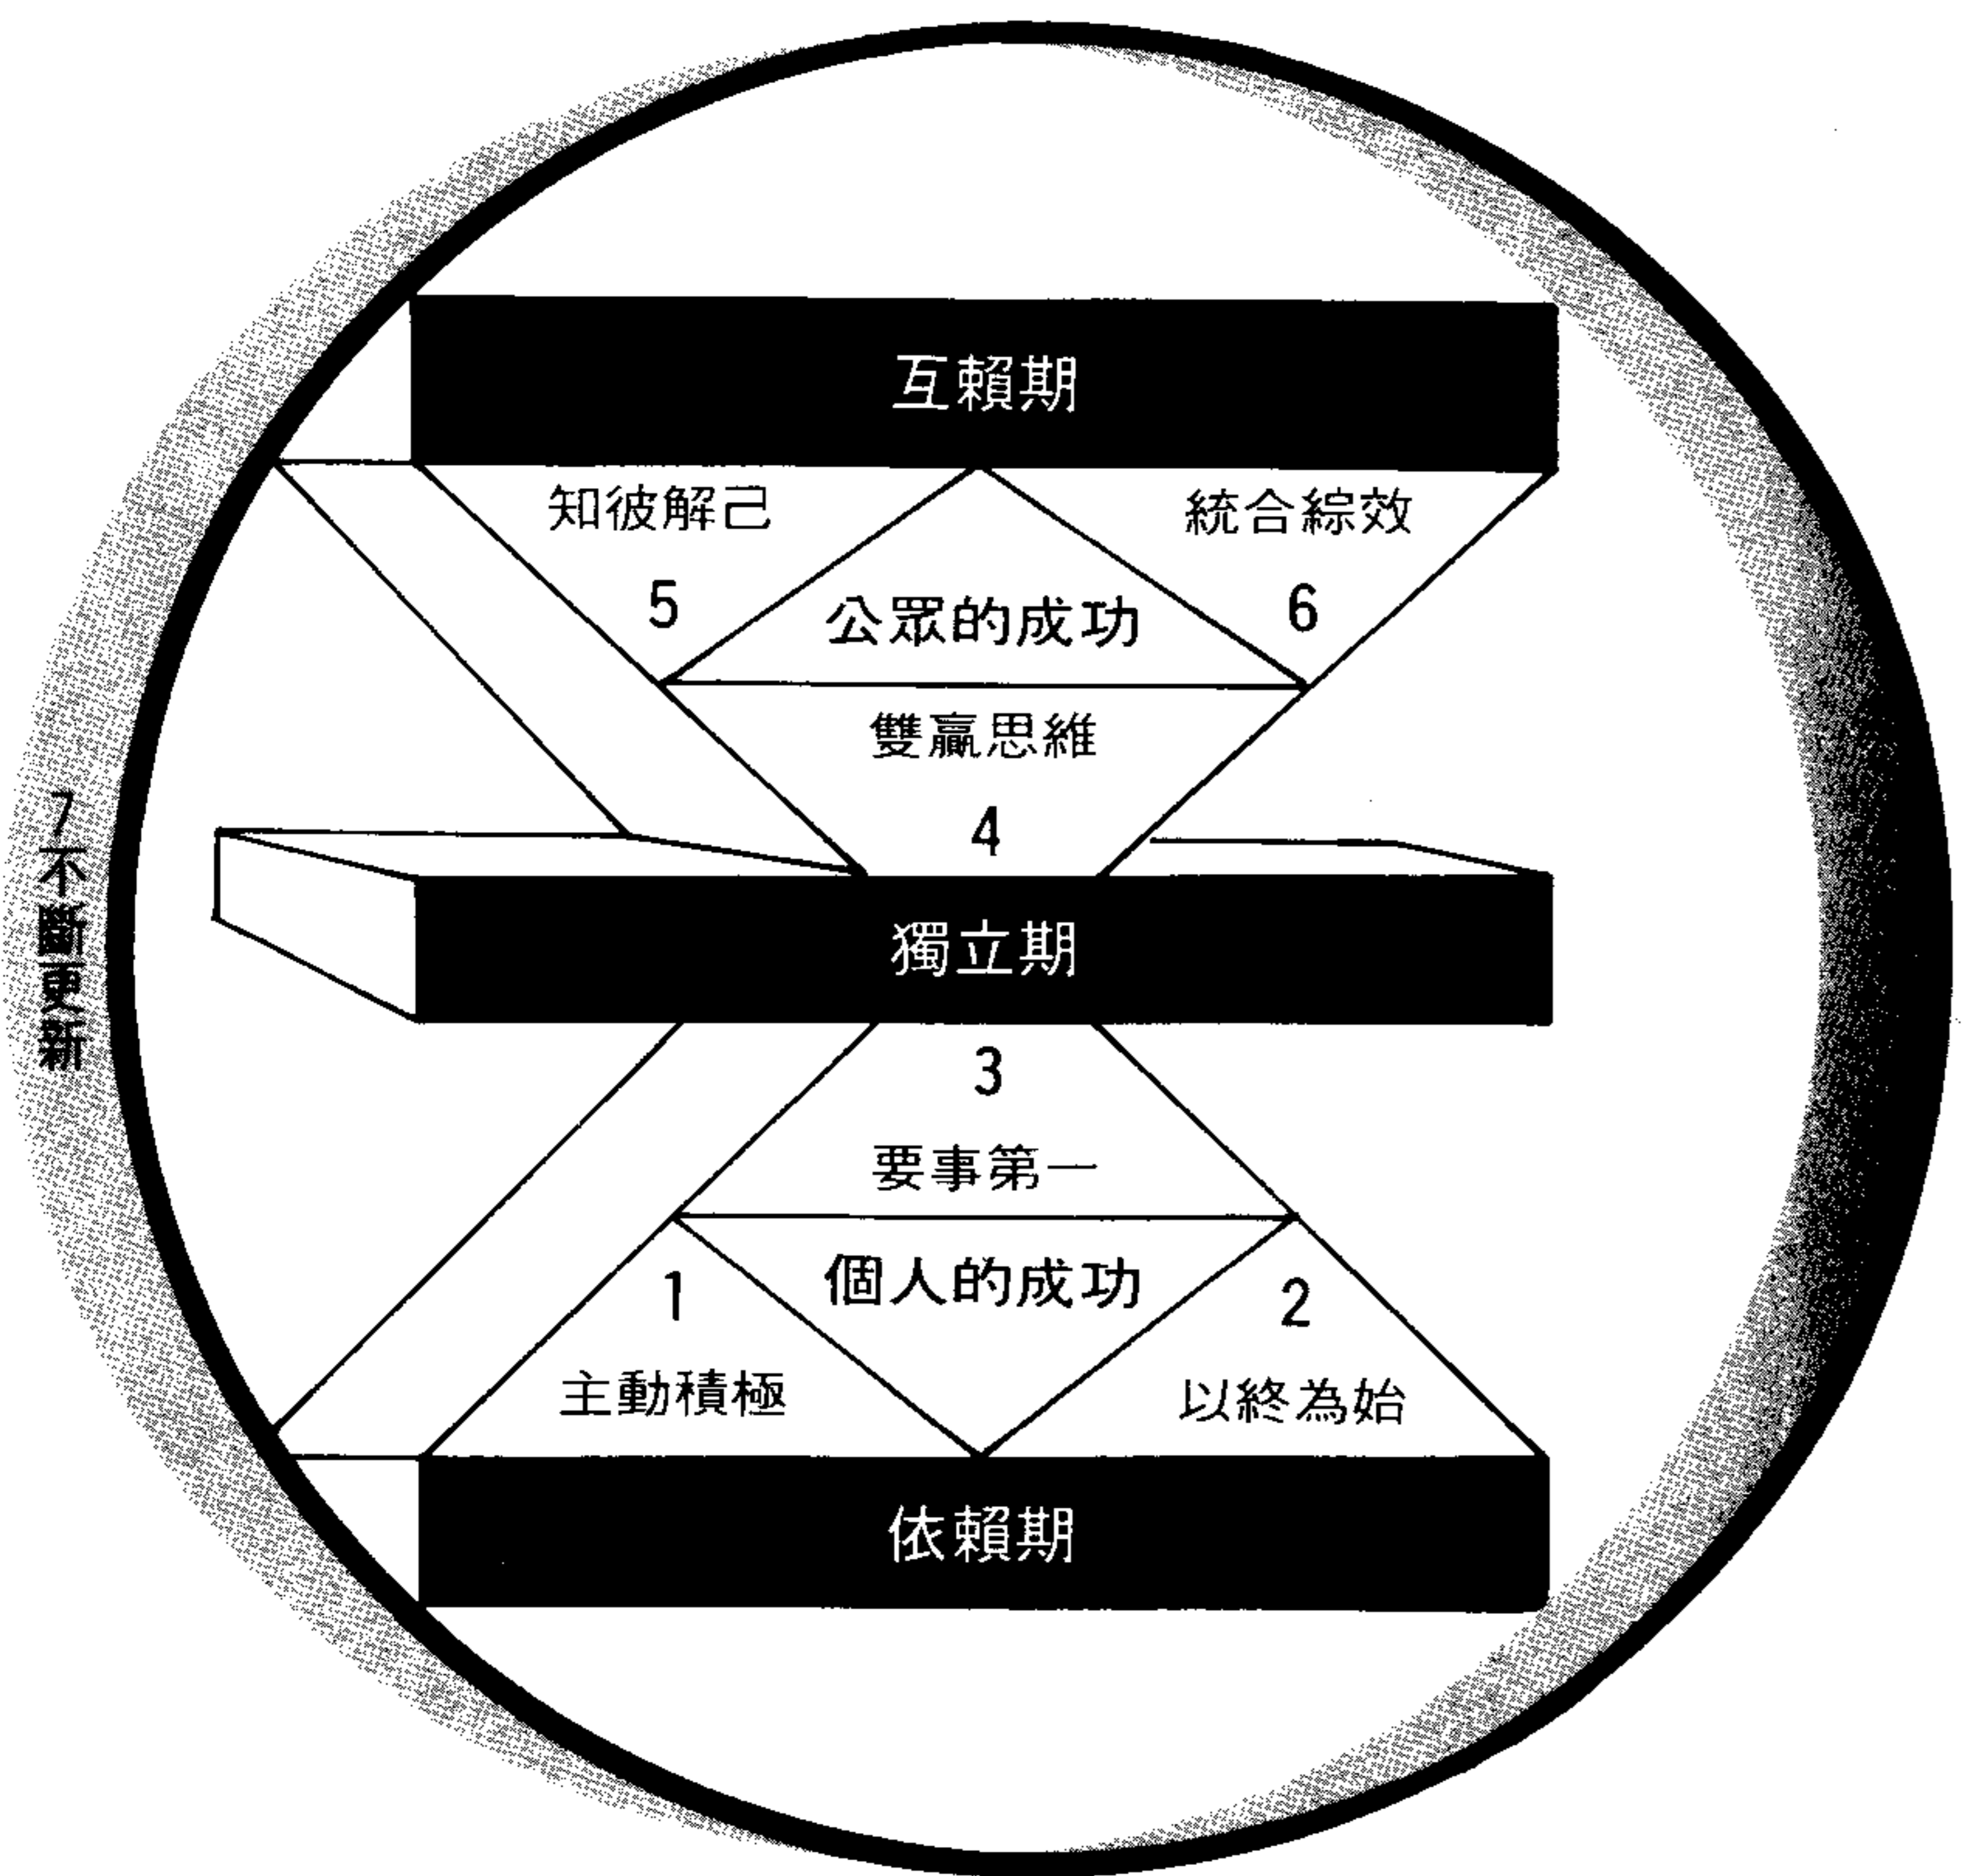 互賴期
知彼解己
統合綜效
5
公眾的成功
6
雙贏思維
4
7不斷更新
獨立期
3
要事第一
1
個人的成功
2
主動積極
以終為始
依賴期